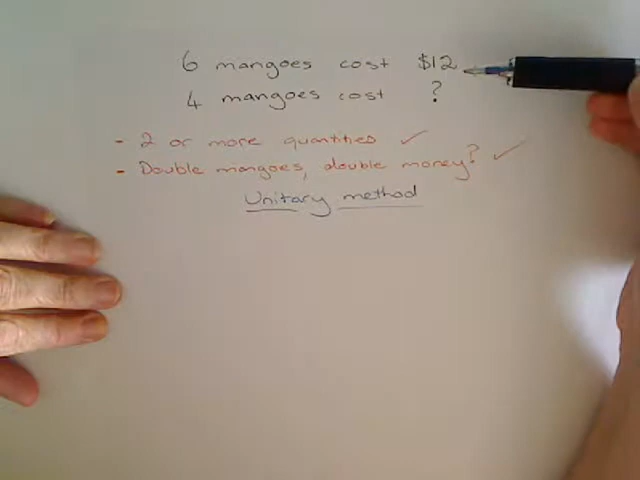 6 mangoes cost $12
4 mangoes cost ?
- 2 or more quantities ✓
- Double mangoes, double money? ✓
Unitary method